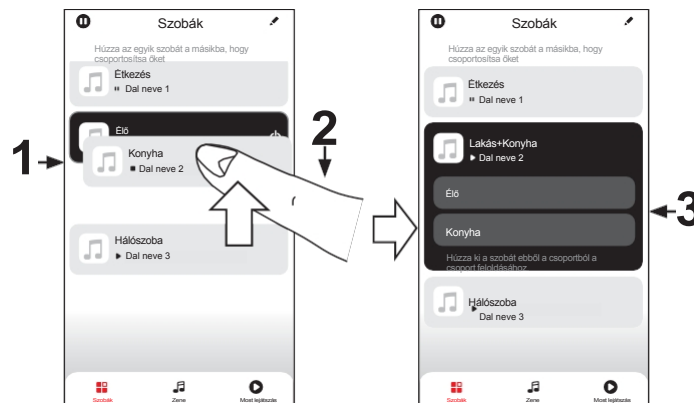 Szobák
Húzza az egyik szobát a másikba, hogy
csoportosítsa őket
Étkezés
Dal neve 1
Élő
Konyha
Dal neve 2
Hálószoba
Dal neve 3
Szobák
Zene
Most lejátszás
1
2
Szobák
Húzza az egyik szobát a másikba, hogy
csoportosítsa őket
Étkezés
Dal neve 1
Lakás+Konyha
Dal neve 2
Élő
Konyha
Húzza ki a szobát ebből a csoportból a
csoport feloldásához
Hálószoba
Dal neve 3
Szobák
Zene
Most lejátszás
3